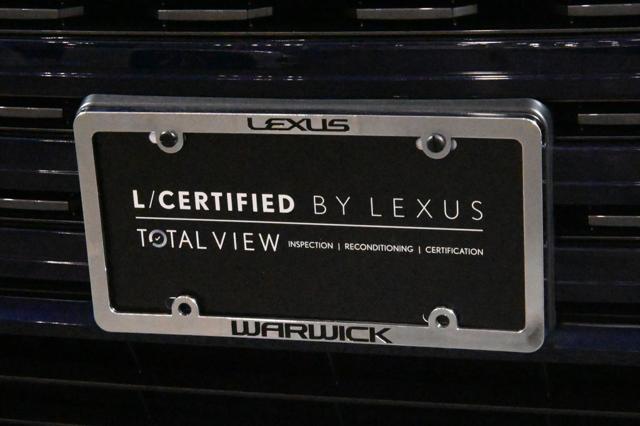 LEXUS
L/CERTIFIED BY LEXUS
TOTALVIEW INSPECTION | RECONDITIONING | CERTIFICATION
WARWICK